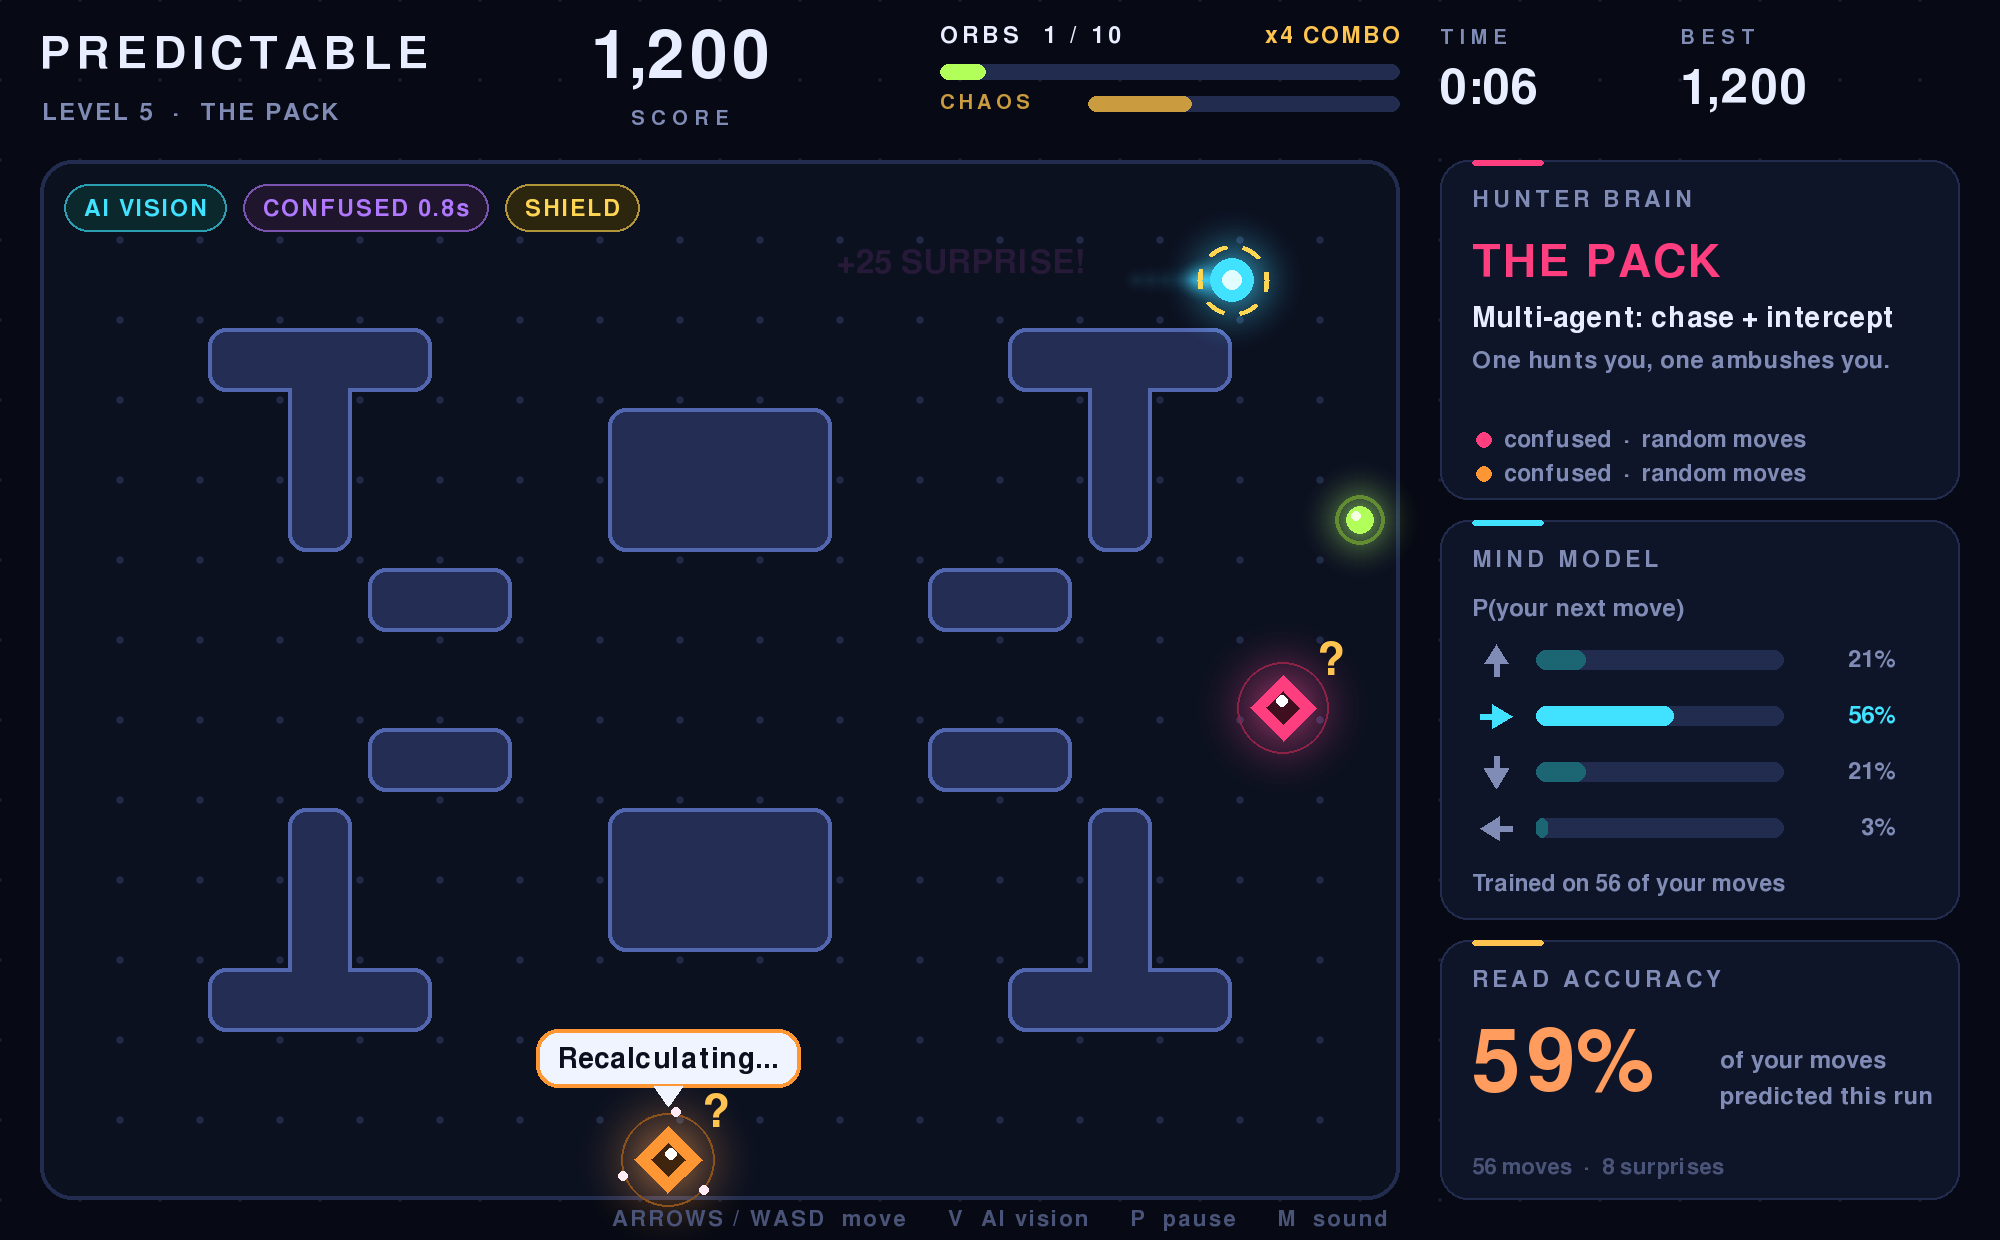 PREDICTABLE
LEVEL 5 · THE PACK
1,200
SCORE
ORBS 1 / 10
x4 COMBO
CHAOS
TIME
0:06
BEST
1,200
AI VISION
CONFUSED 0.8s
SHIELD
+25 SURPRISE!
?
Recalculating...
?
HUNTER BRAIN
THE PACK
Multi-agent: chase + intercept
One hunts you, one ambushes you.
confused · random moves
confused · random moves
MIND MODEL
P(your next move)
21%
56%
21%
3%
Trained on 56 of your moves
READ ACCURACY
59%
of your moves
predicted this run
56 moves · 8 surprises
ARROWS / WASD move V AI vision P pause M sound